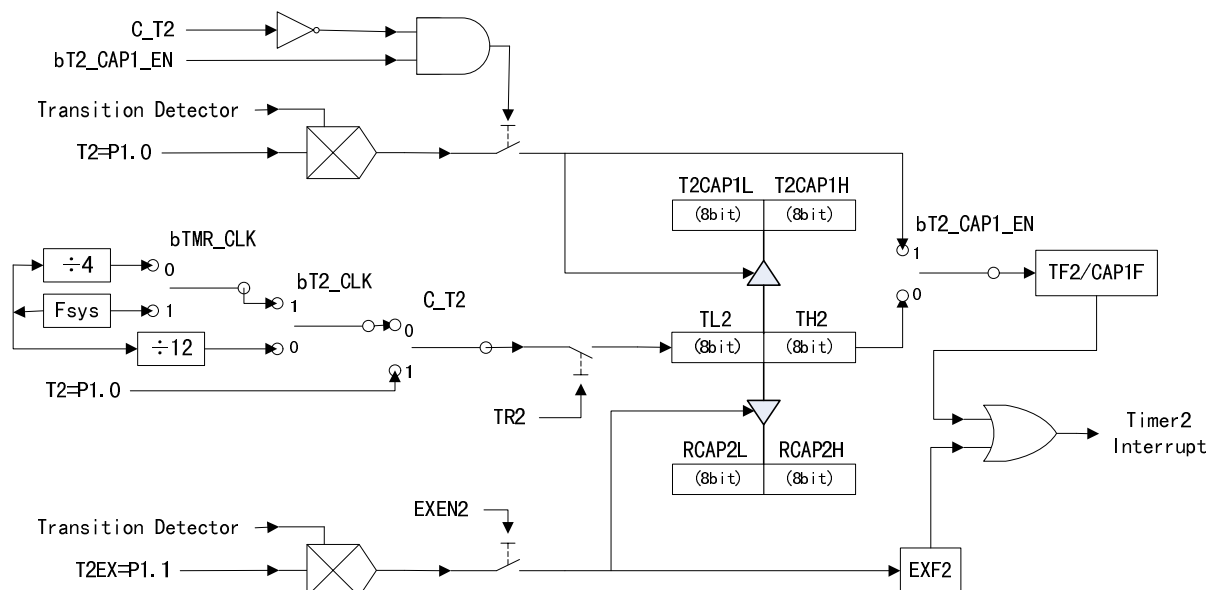 C_T2
bT2_CAP1_EN
Transition Detector
T2=P1.0
T2CAP1L T2CAP1H
(8bit) (8bit)
bT2_CAP1_EN
1
0
TF2/CAP1F
bTMR_CLK
÷4
0
Fsys
1
bT2_CLK
1
÷12
0
C_T2
0
T2=P1.0
1
TR2
TL2 TH2
(8bit) (8bit)
RCAP2L RCAP2H
(8bit) (8bit)
Timer2
Interrupt
EXEN2
Transition Detector
T2EX=P1.1
EXF2